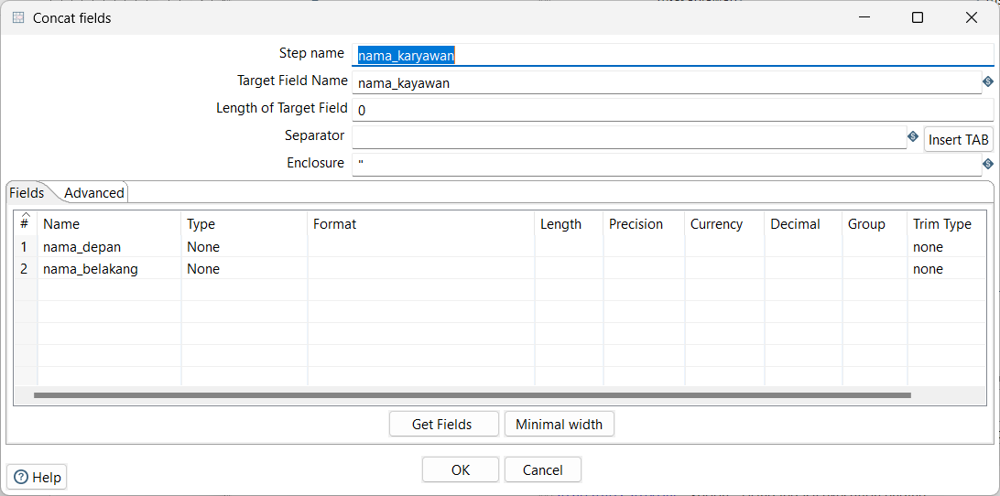 Concat fields
Step name nama_karyawan
Target Field Name nama_kayawan
Length of Target Field 0
Separator Insert TAB
Enclosure "
Fields Advanced
# Name Type Format Length Precision Currency Decimal Group Trim Type
1 nama_depan None none
2 nama_belakang None none
Get Fields Minimal width
OK Cancel
Help